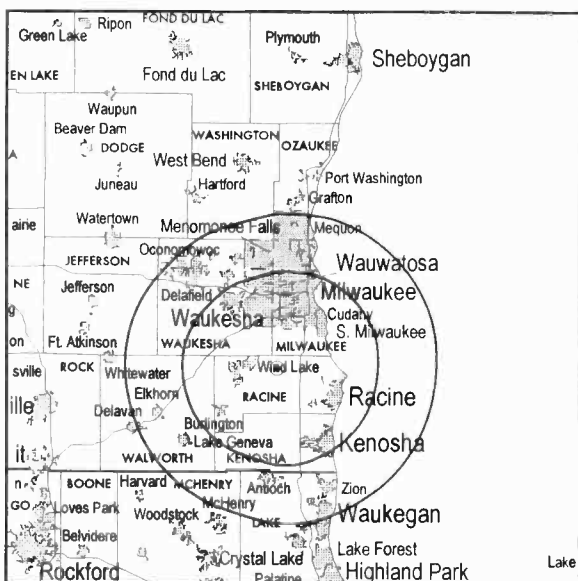 Ripon
FOND DU LAC
Green Lake
Plymouth
Sheboygan
Fond du Lac
EN LAKE
SHEBOYGAN
Waupun
Beaver Dam
WASHINGTON
OZAUKEE
A
DODGE
West Bend
Juneau
Hartford
Port Washington
Grafton
Watertown
airie
Menomonee Falls
Mequon
Oconomowoc
JEFFERSON
Wauwatosa
NE
Jefferson
Delafield
Milwaukee
g
Waukesha
Cudahy
S. Milwaukee
on
Ft. Atkinson
WAUKESHA
MILWAUKEE
sville
ROCK
Whitewater
Wind Lake
Elkhorn
RACINE
Racine
ille
Delavan
Burlington
it
Lake Geneva
Kenosha
WALWORTH
KENOSHA
n
BOONE
Harvard
MCHENRY
Antioch
Zion
GO
Loves Park
McHenry
Woodstock
LAKE
Waukegan
Belvidere
Crystal Lake
Lake Forest
Rockford
Palatine
Highland Park
Lake